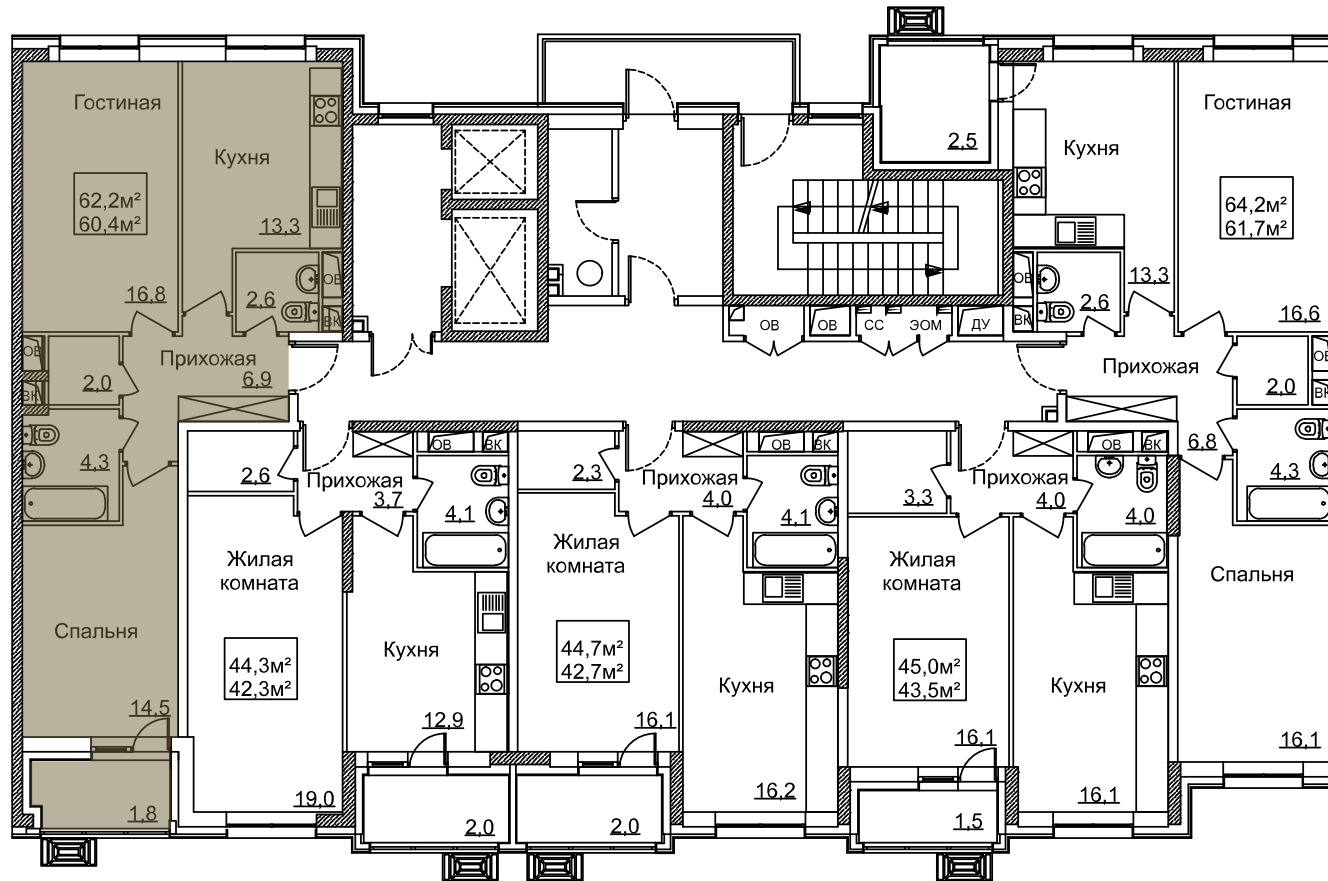 Гостиная
Кухня
62,2м²
60,4м²
13,3
16,8
2,6
ОВ
ВК
ОВ
ВК
2,0
Прихожая
6,9
4,3
Спальня
14,5
1,8
2,6
Прихожая
3,7
ОВ
ВК
4,1
Жилая
комната
44,3м²
42,3м²
19,0
Кухня
12,9
2,0
2,3
Прихожая
4,0
ОВ
ВК
4,1
Жилая
комната
44,7м²
42,7м²
16,1
2,0
Кухня
16,2
3,3
Прихожая
4,0
ОВ
ВК
4,0
Жилая
комната
45,0м²
43,5м²
16,1
1,5
Кухня
16,1
ОВ
ОВ
СС
ЭОМ
ДУ
2,5
Кухня
13,3
ОВ
ВК
2,6
Гостиная
64,2м²
61,7м²
16,6
Прихожая
6,8
2,0
ОВ
ВК
4,3
Спальня
16,1